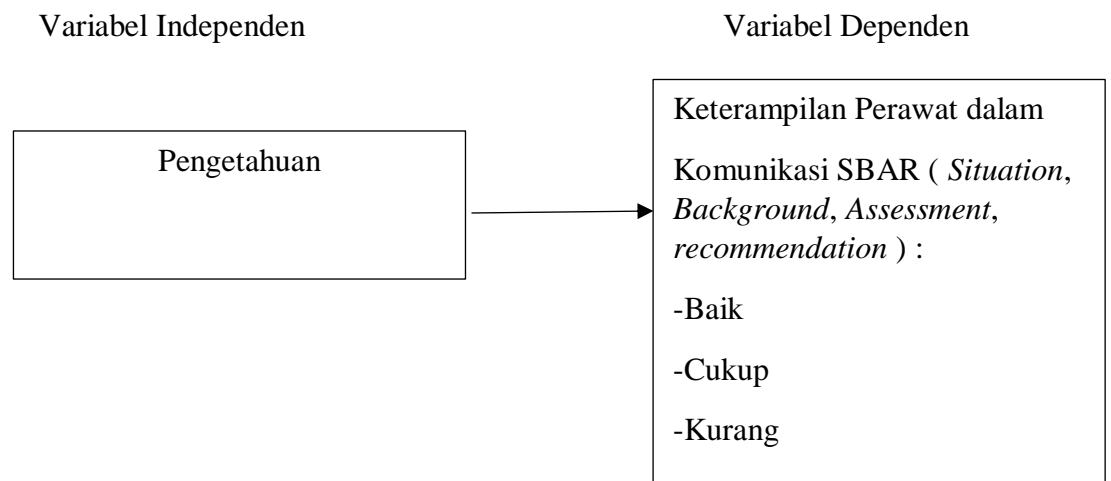 Variabel Independen
Variabel Dependen
Pengetahuan
Keterampilan Perawat dalam
Komunikasi SBAR ( Situation,
Background, Assessment,
recommendation ) :
-Baik
-Cukup
-Kurang